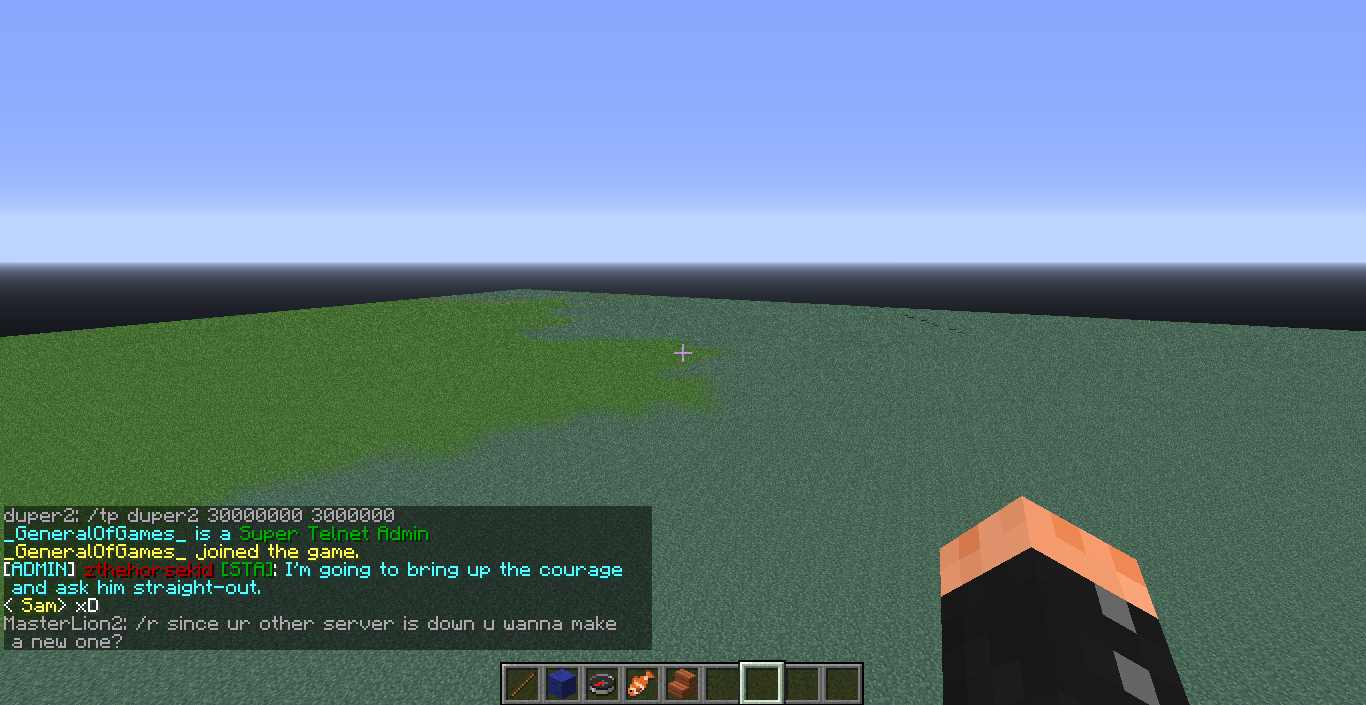 duper2: /tp duper2 30000000 3000000
_GeneralOfGames_ is a Super Telnet Admin
_GeneralOfGames_ joined the game.
[ADMIN] zthehorsekid [STA]: I'm going to bring up the courage
and ask him straight-out.
< Sam> xD
MasterLion2: /r since ur other server is down u wanna make
a new one?